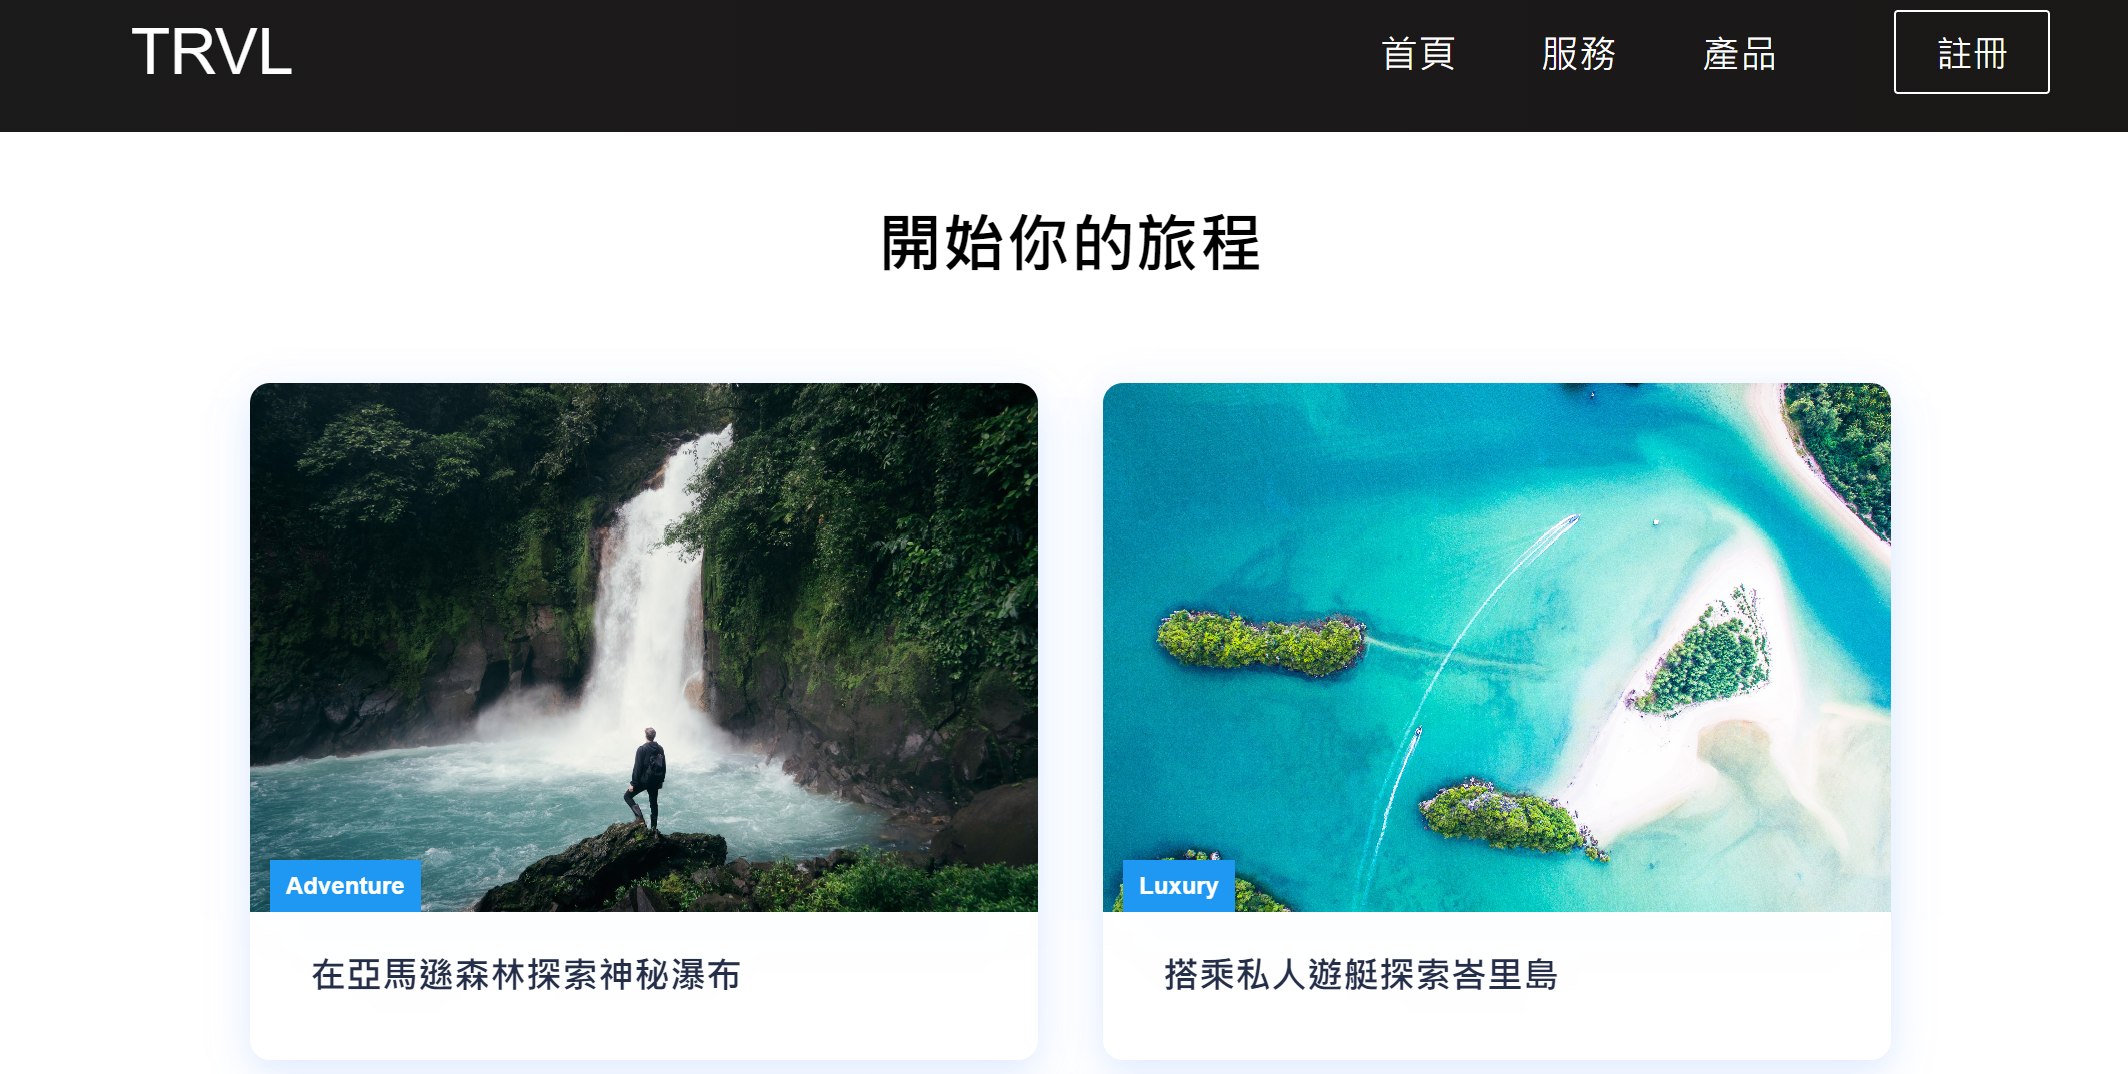 TRVL
首頁
服務
產品
註冊
開始你的旅程
Adventure
Luxury
在亞馬遜森林探索神秘瀑布
搭乘私人遊艇探索峇里島